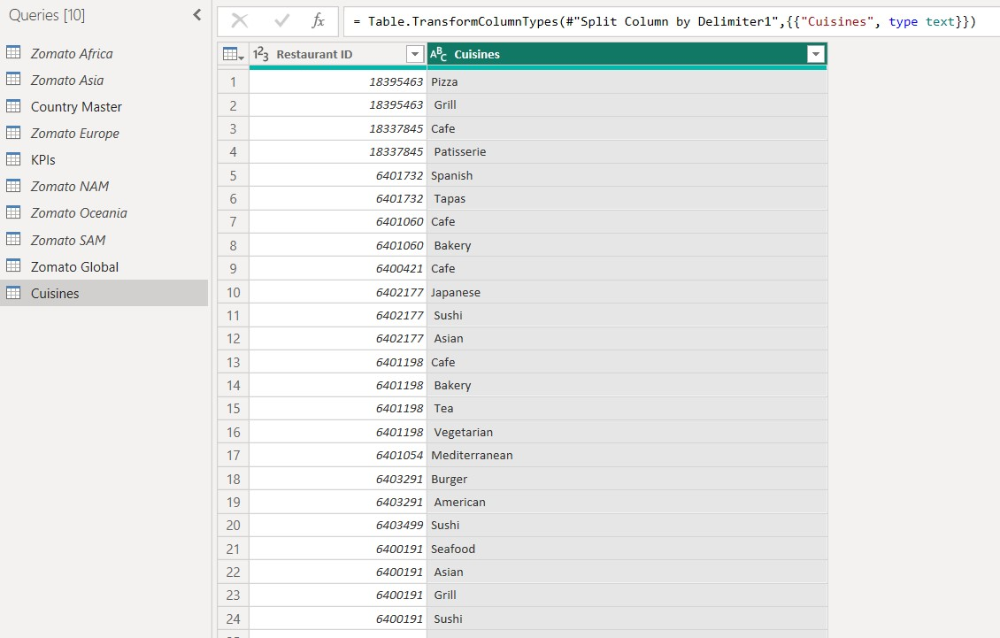 Queries [10]
Zomato Africa
Zomato Asia
Country Master
Zomato Europe
KPIs
Zomato NAM
Zomato Oceania
Zomato SAM
Zomato Global
Cuisines
fx
= Table.TransformColumnTypes(#"Split Column by Delimiter1",{{"Cuisines", type text}})
123 Restaurant ID ABC Cuisines
1 18395463 Pizza
2 18395463 Grill
3 18337845 Cafe
4 18337845 Patisserie
5 6401732 Spanish
6 6401732 Tapas
7 6401060 Cafe
8 6401060 Bakery
9 6400421 Cafe
10 6402177 Japanese
11 6402177 Sushi
12 6402177 Asian
13 6401198 Cafe
14 6401198 Bakery
15 6401198 Tea
16 6401198 Vegetarian
17 6401054 Mediterranean
18 6403291 Burger
19 6403291 American
20 6403499 Sushi
21 6400191 Seafood
22 6400191 Asian
23 6400191 Grill
24 6400191 Sushi